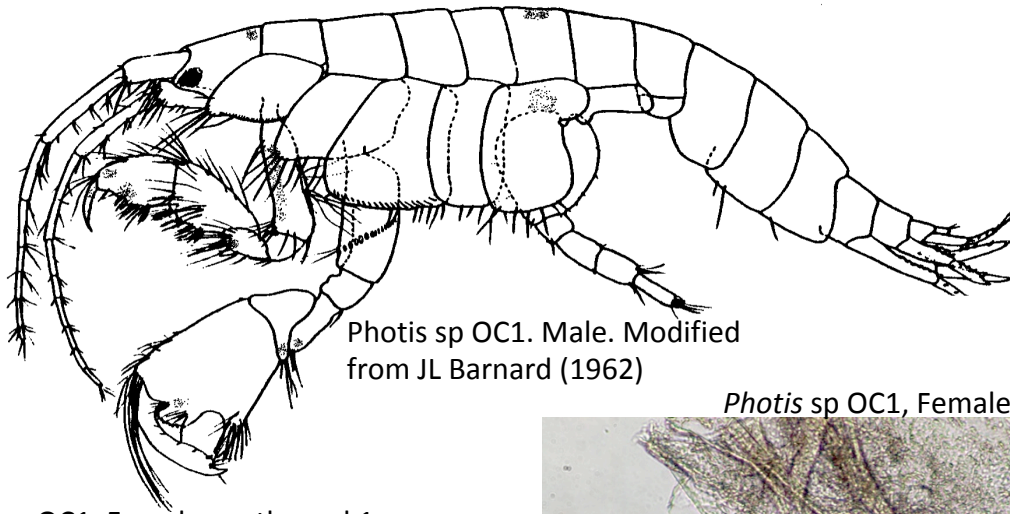 Photis sp OC1. Male. Modified
from JL Barnard (1962)
Photis sp OC1, Female